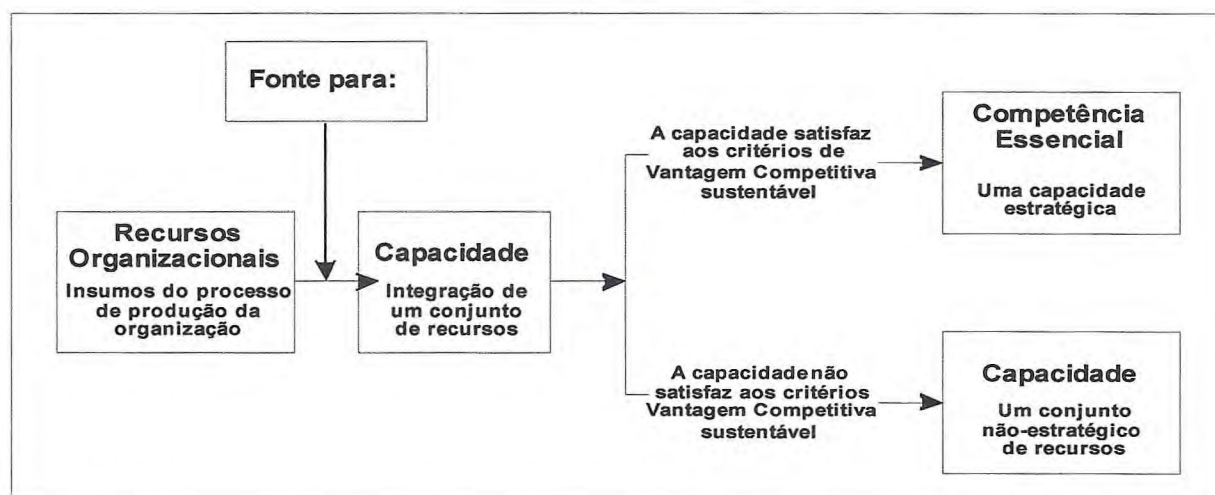 Fonte para:
Recursos
Organizacionais
Insumos do processo
de produção da
organização
Capacidade
Integração de
um conjunto
de recursos
A capacidade satisfaz
aos critérios de
Vantagem Competitiva
sustentável
Competência
Essencial
Uma capacidade
estratégica
A capacidade não
satisfaz aos critérios
Vantagem Competitiva
sustentável
Capacidade
Um conjunto
não-estratégico
de recursos